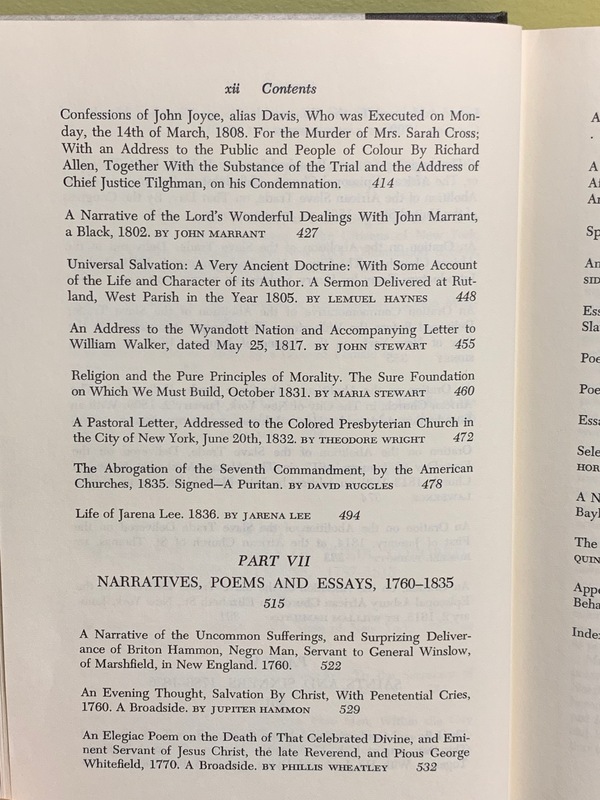 xii Contents
Confessions of John Joyce, alias Davis, Who was Executed on Mon-
day, the 14th of March, 1808. For the Murder of Mrs. Sarah Cross;
With an Address to the Public and People of Colour By Richard
Allen, Together With the Substance of the Trial and the Address of
Chief Justice Tilghman, on his Condemnation. 414
A Narrative of the Lord's Wonderful Dealings With John Marrant,
a Black, 1802. BY JOHN MARRANT 427
Universal Salvation: A Very Ancient Doctrine: With Some Account
of the Life and Character of its Author. A Sermon Delivered at Rut-
land, West Parish in the Year 1805. BY LEMUEL HAYNES 448
An Address to the Wyandott Nation and Accompanying Letter to
William Walker, dated May 25, 1817. BY JOHN STEWART 455
Religion and the Pure Principles of Morality. The Sure Foundation
on Which We Must Build, October 1831. BY MARIA STEWART 460
A Pastoral Letter, Addressed to the Colored Presbyterian Church in
the City of New York, June 20th, 1832. BY THEODORE WRIGHT 472
The Abrogation of the Seventh Commandment, by the American
Churches, 1835. Signed—A Puritan. BY DAVID RUGGLES 478
Life of Jarena Lee. 1836. BY JARENA LEE 494
PART VII
NARRATIVES, POEMS AND ESSAYS, 1760–1835
515
A Narrative of the Uncommon Sufferings, and Surprizing Deliver-
ance of Briton Hammon, Negro Man, Servant to General Winslow,
of Marshfield, in New England. 1760. 522
An Evening Thought, Salvation By Christ, With Penetential Cries,
1760. A Broadside. BY JUPITER HAMMON 529
An Elegiac Poem on the Death of That Celebrated Divine, and Emi-
nent Servant of Jesus Christ, the late Reverend, and Pious George
Whitefield, 1770. A Broadside. BY PHILLIS WHEATLEY 532